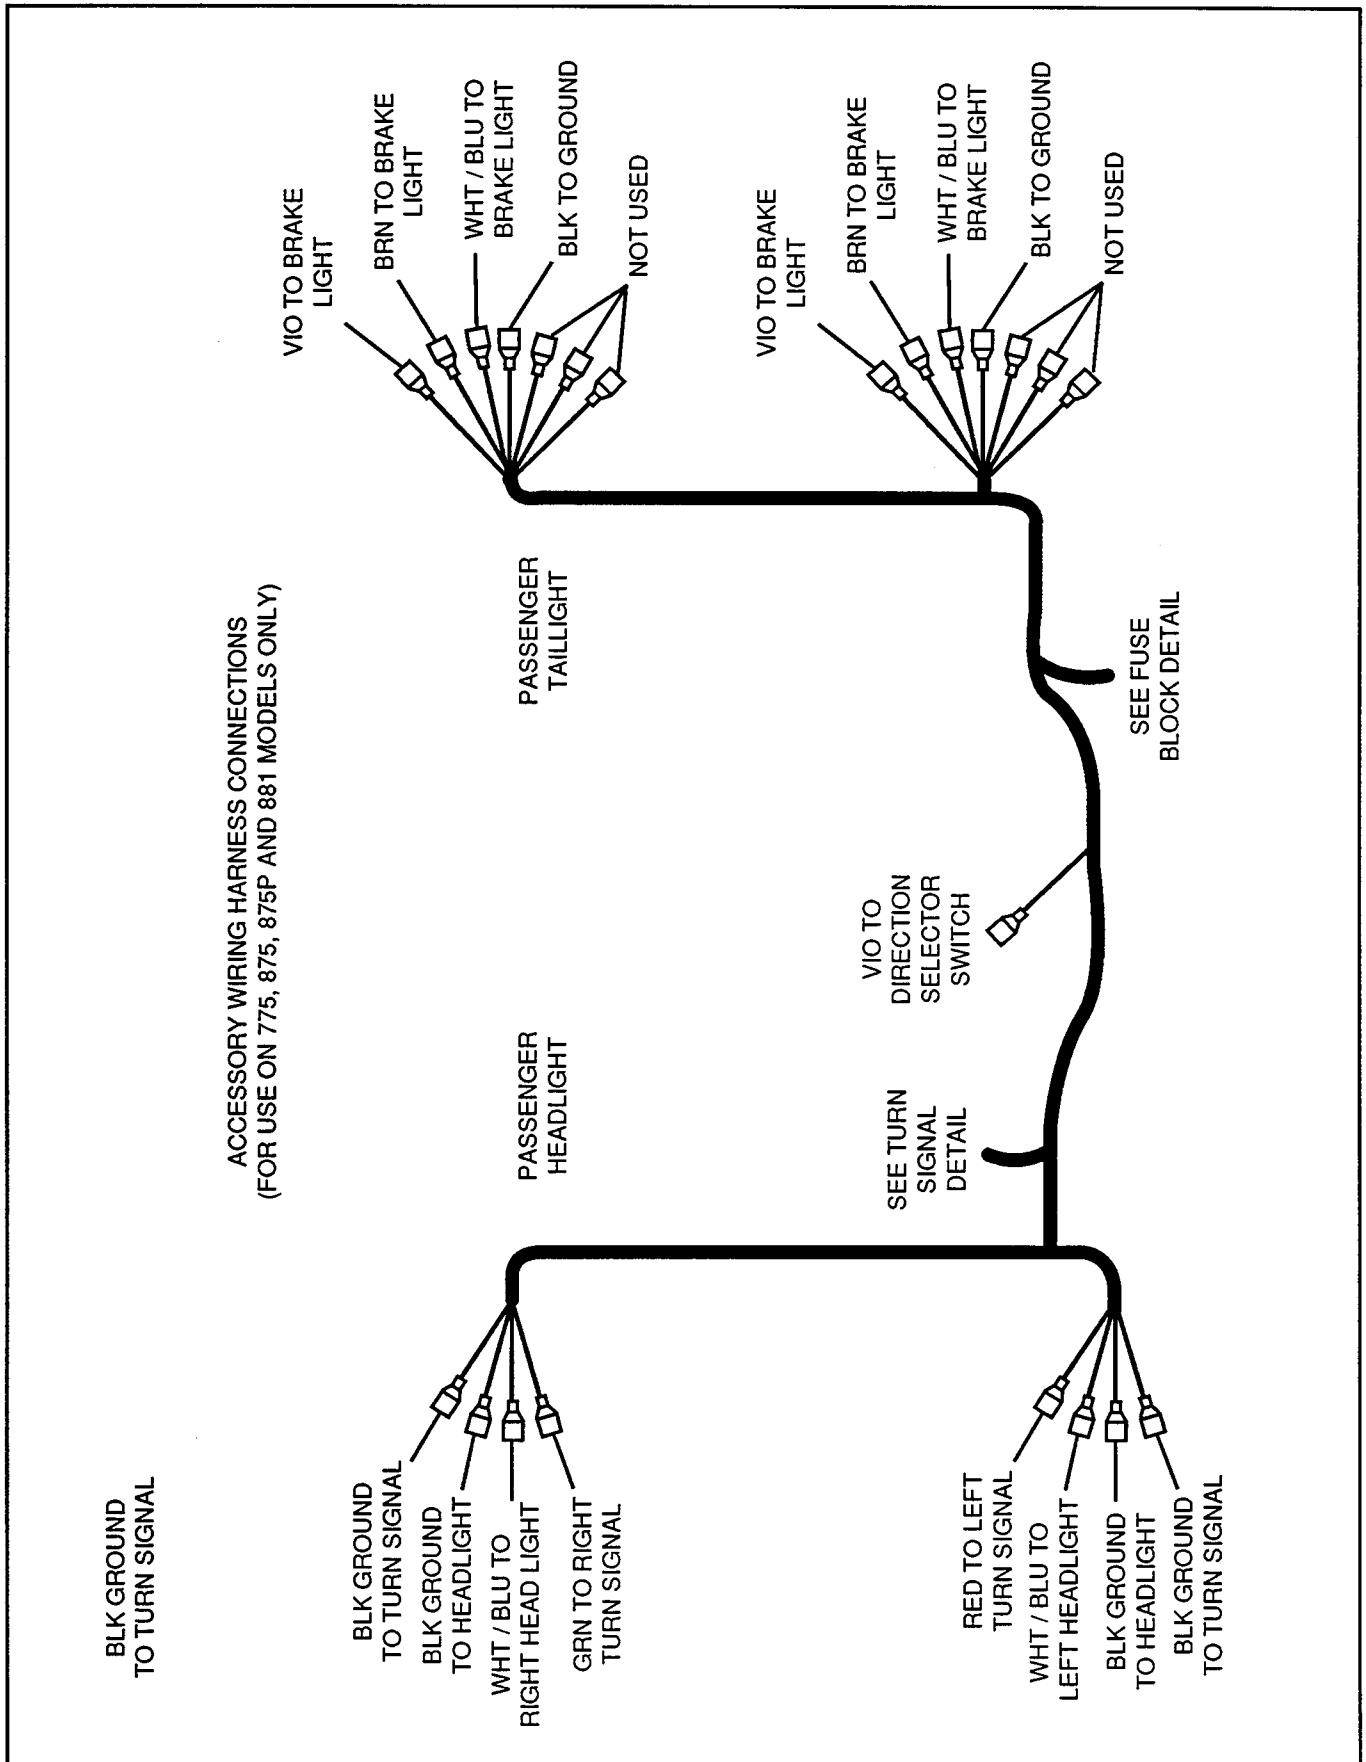 BLK GROUND
TO TURN SIGNAL
ACCESSORY WIRING HARNESS CONNECTIONS
(FOR USE ON 775, 875, 875P AND 881 MODELS ONLY)
BLK GROUND
TO TURN SIGNAL
BLK GROUND
TO HEADLIGHT
WHT / BLU TO
RIGHT HEAD LIGHT
GRN TO RIGHT
TURN SIGNAL
PASSENGER
HEADLIGHT
PASSENGER
TAILLIGHT
VIO TO BRAKE
LIGHT
BRN TO BRAKE
LIGHT
WHT / BLU TO
BRAKE LIGHT
BLK TO GROUND
NOT USED
RED TO LEFT
TURN SIGNAL
WHT / BLU TO
LEFT HEADLIGHT
BLK GROUND
TO HEADLIGHT
BLK GROUND
TO TURN SIGNAL
SEE TURN
SIGNAL
DETAIL
VIO TO
DIRECTION
SELECTOR
SWITCH
SEE FUSE
BLOCK DETAIL
VIO TO BRAKE
LIGHT
BRN TO BRAKE
LIGHT
WHT / BLU TO
BRAKE LIGHT
BLK TO GROUND
NOT USED